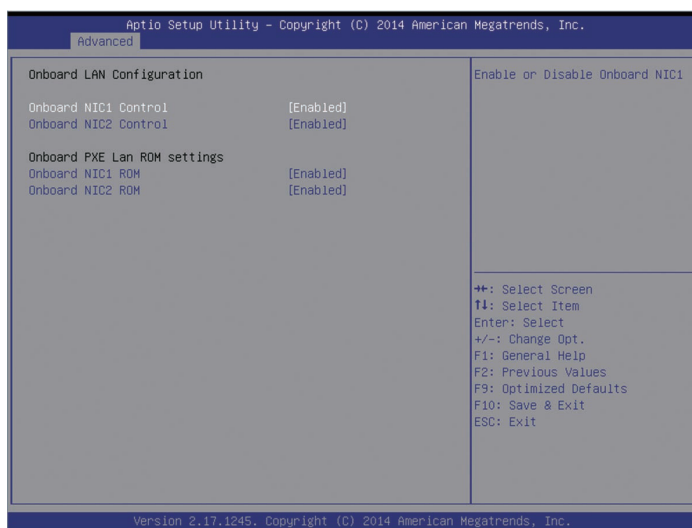 Aptio Setup Utility – Copyright (C) 2014 American Megatrends, Inc.
Advanced
Onboard LAN Configuration
Onboard NIC1 Control [Enabled]
Onboard NIC2 Control [Enabled]
Onboard PXE Lan ROM settings
Onboard NIC1 ROM [Enabled]
Onboard NIC2 ROM [Enabled]
Enable or Disable Onboard NIC1
→←: Select Screen
↑↓: Select Item
Enter: Select
+/-: Change Opt.
F1: General Help
F2: Previous Values
F9: Optimized Defaults
F10: Save & Exit
ESC: Exit
Version 2.17.1245. Copyright (C) 2014 American Megatrends, Inc.